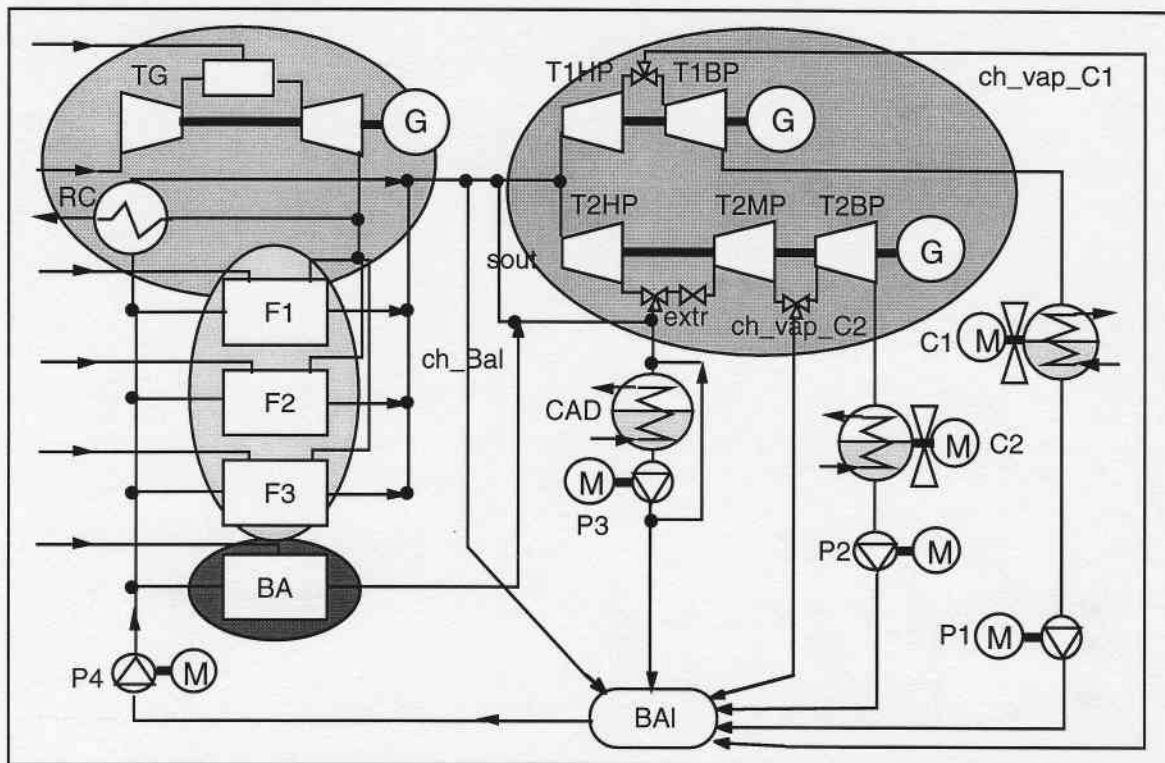 TG
G
RC
F1
F2
F3
BA
P4
M
T1HP
T1BP
G
ch_vap_C1
T2HP
T2MP
T2BP
G
sout
extr
ch_vap_C2
ch_Bal
CAD
M
P3
C1
M
M
C2
P2
M
P1
M
BAl